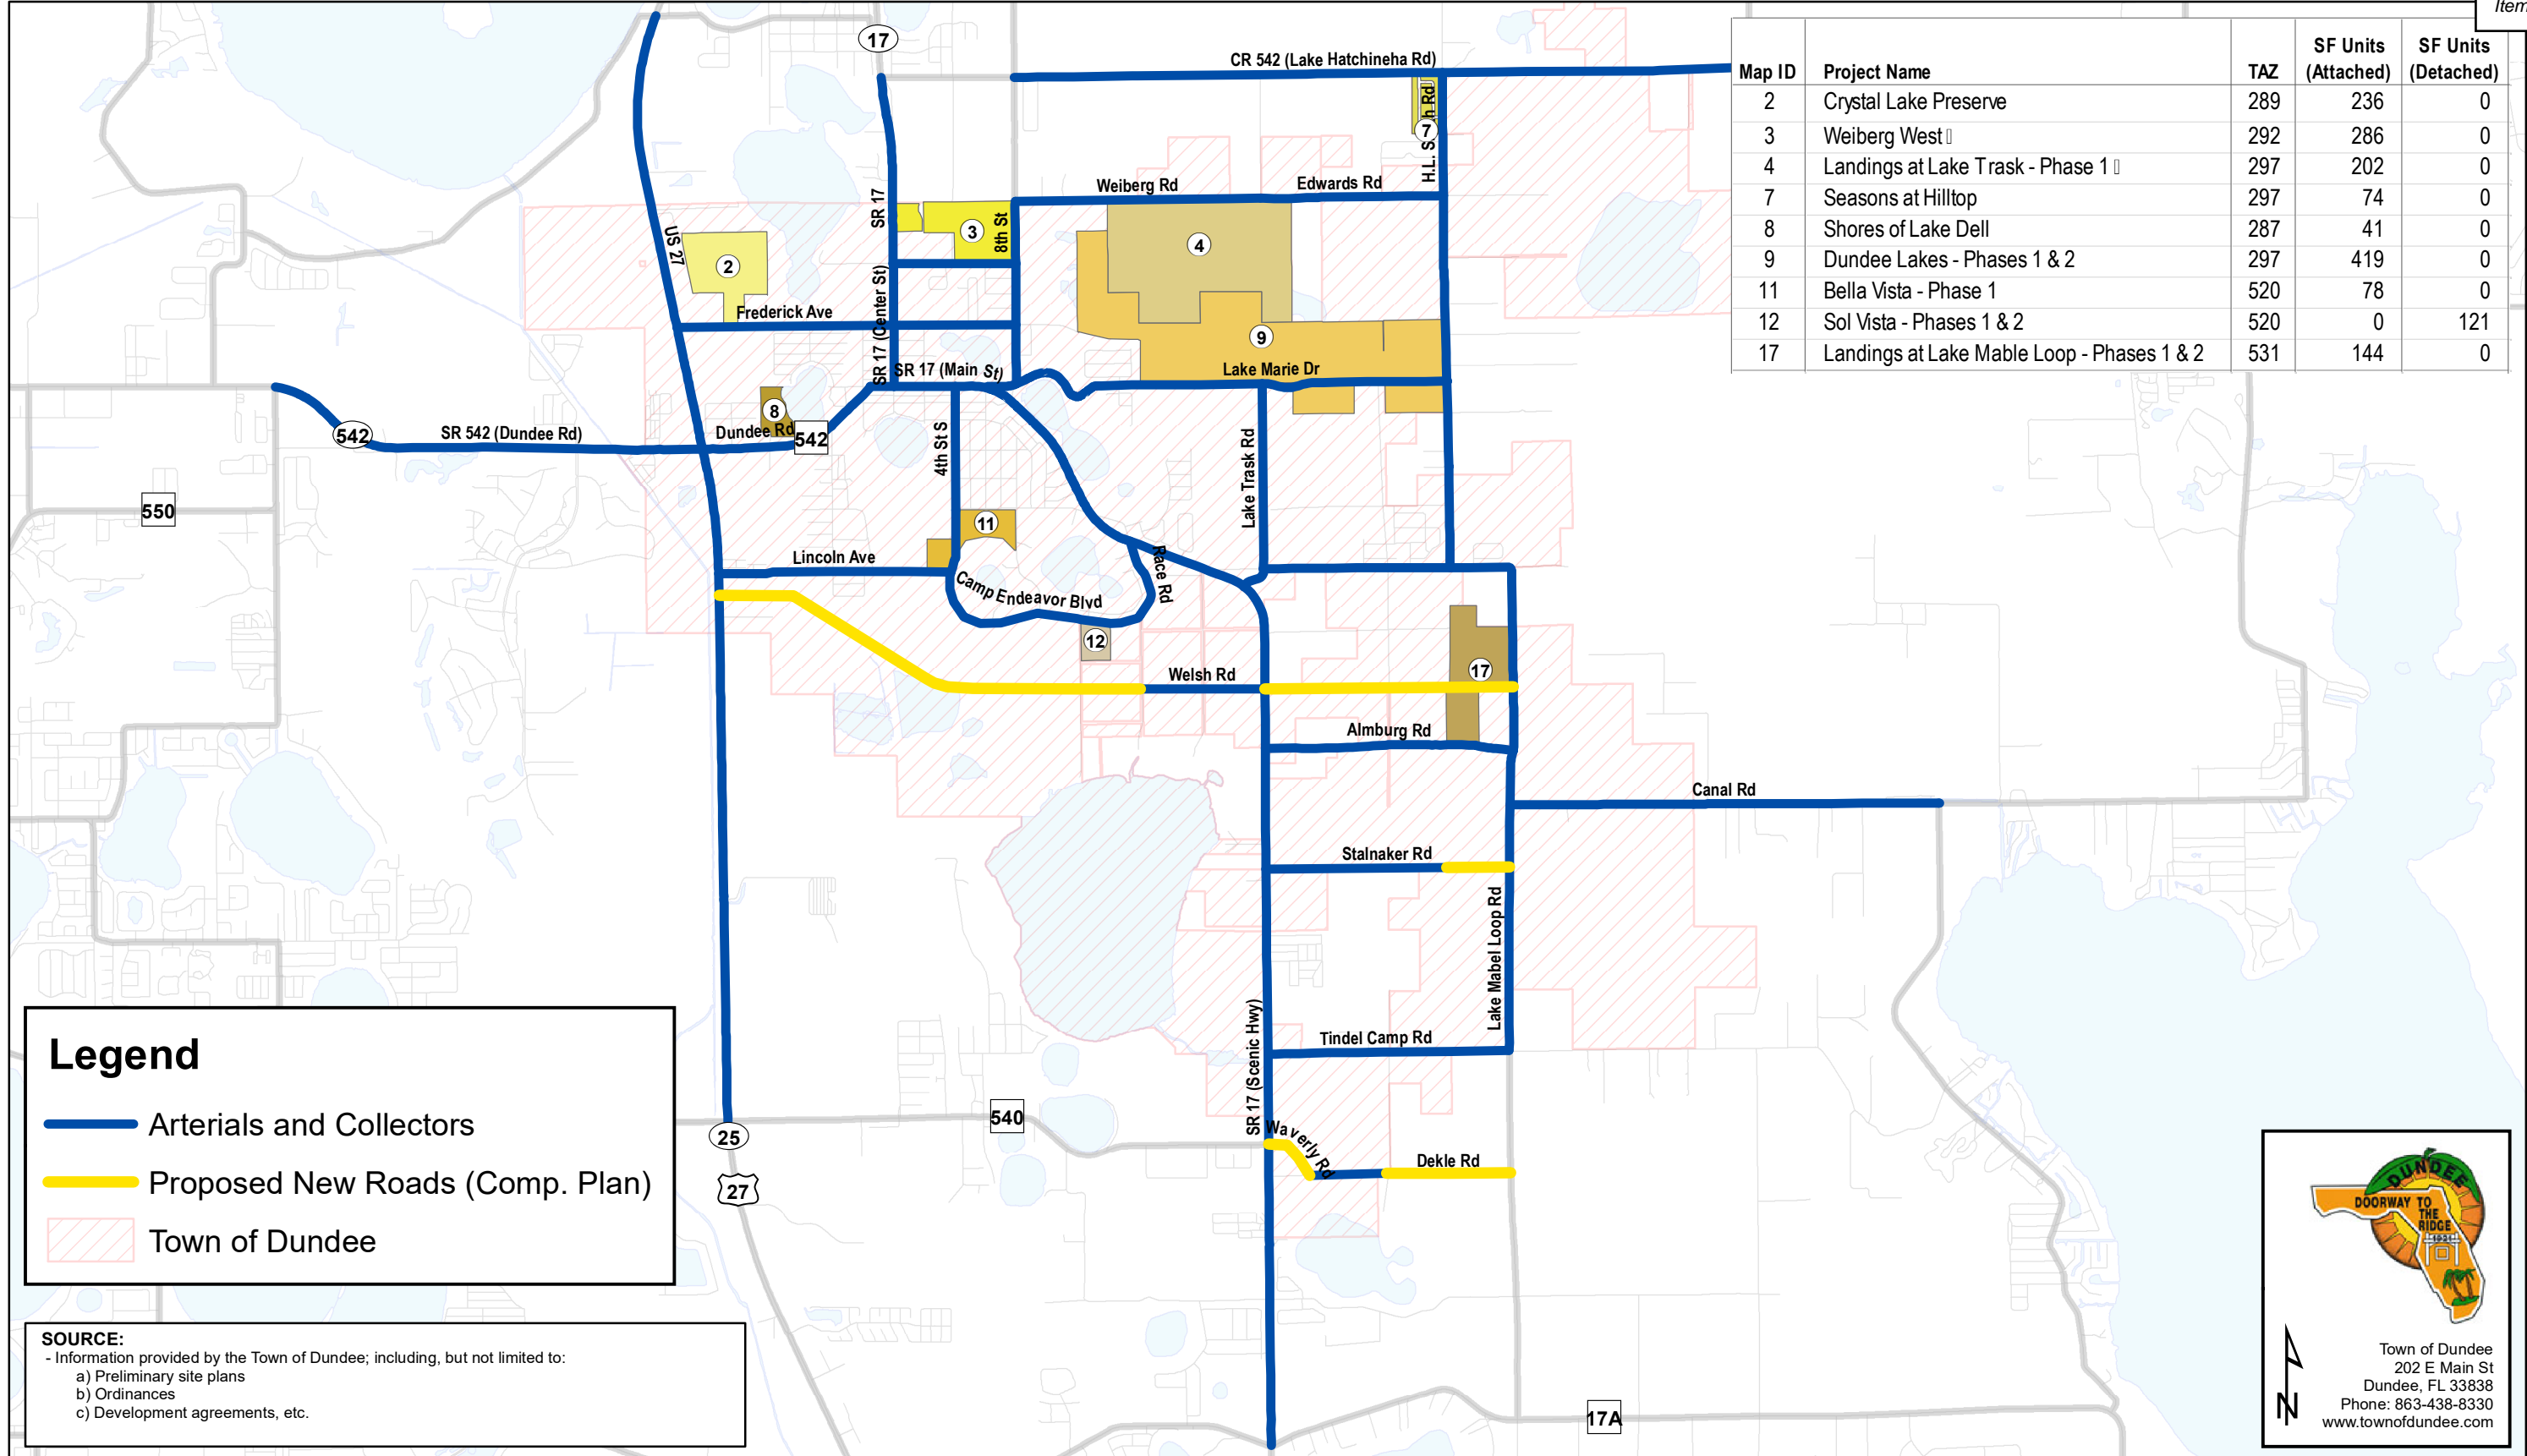 Item
Map ID Project Name TAZ SF Units (Attached) SF Units (Detached)
2 Crystal Lake Preserve 289 236 0
3 Weiberg West 292 286 0
4 Landings at Lake Trask - Phase 1 297 202 0
7 Seasons at Hilltop 297 74 0
8 Shores of Lake Dell 287 41 0
9 Dundee Lakes - Phases 1 & 2 297 419 0
11 Bella Vista - Phase 1 520 78 0
12 Sol Vista - Phases 1 & 2 520 0 121
17 Landings at Lake Mable Loop - Phases 1 & 2 531 144 0
17
CR 542 (Lake Hatchineha Rd)
7
H.L. S
h Rd
Weiberg Rd
Edwards Rd
SR 17
8th St
3
4
US 27
2
Frederick Ave
SR 17 (Center St)
9
SR 17 (Main St)
Lake Marie Dr
8
542
SR 542 (Dundee Rd)
Dundee Rd
542
4th St S
Lake Trask Rd
550
11
Lincoln Ave
Race Rd
Camp Endeavor Blvd
12
17
Welsh Rd
Almburg Rd
Canal Rd
Stalnaker Rd
Lake Mabel Loop Rd
SR 17 (Scenic Hwy)
Tindel Camp Rd
540
25
27
Waverly Rd
Dekle Rd
17A
Legend
Arterials and Collectors
Proposed New Roads (Comp. Plan)
Town of Dundee
SOURCE:
- Information provided by the Town of Dundee; including, but not limited to:
a) Preliminary site plans
b) Ordinances
c) Development agreements, etc.
DUNDEE
DOORWAY TO
THE
RIDGE
N
Town of Dundee
202 E Main St
Dundee, FL 33838
Phone: 863-438-8330
www.townofdundee.com